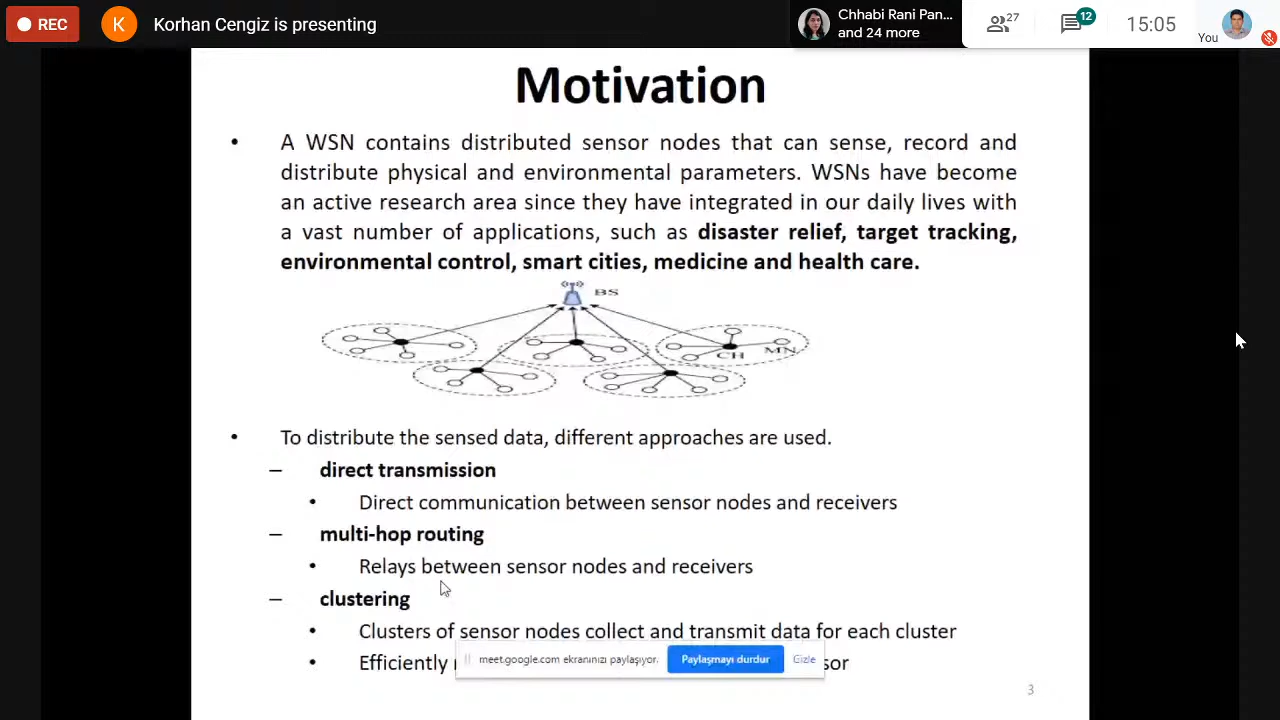 REC
K
Korhan Cengiz is presenting
Chhabi Rani Pan...
and 24 more
27
12
15:05
You
Motivation
• A WSN contains distributed sensor nodes that can sense, record and
distribute physical and environmental parameters. WSNs have become
an active research area since they have integrated in our daily lives with
a vast number of applications, such as disaster relief, target tracking,
environmental control, smart cities, medicine and health care.
BS
CH
MN
• To distribute the sensed data, different approaches are used.
– direct transmission
• Direct communication between sensor nodes and receivers
– multi-hop routing
• Relays between sensor nodes and receivers
– clustering
• Clusters of sensor nodes collect and transmit data for each cluster
• Efficiently
meet.google.com ekranınızı paylaşıyor.
Paylaşmayı durdur
Gizle
3